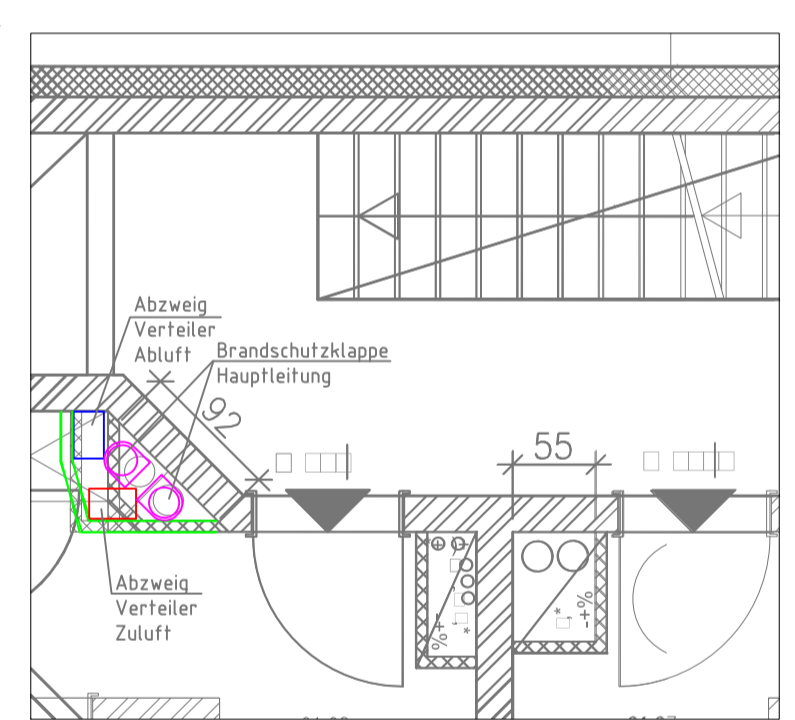 Abzweig
Verteiler
Abluft
Brandschutzklappe
Hauptleitung
92
55
Abzweig
Verteiler
Zuluft